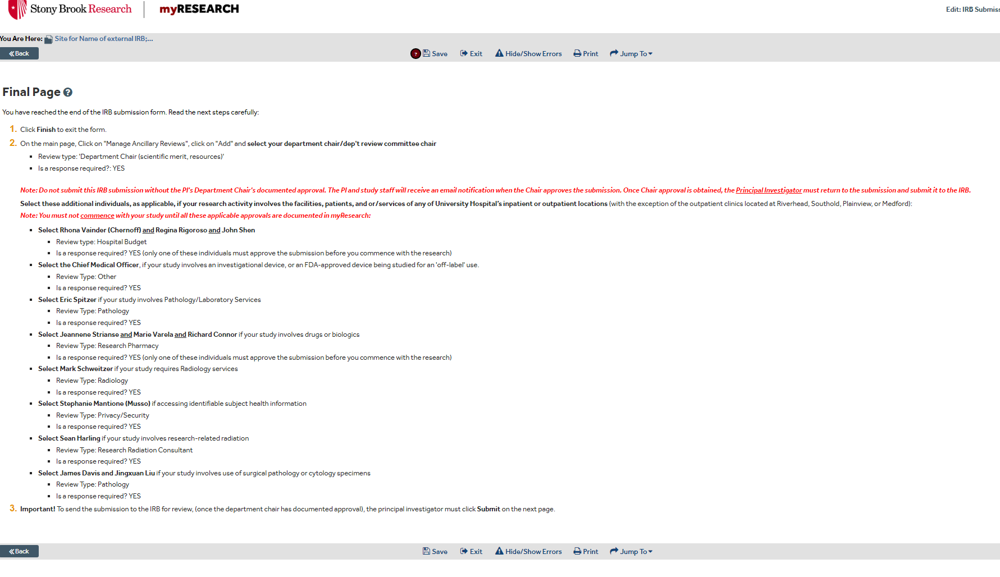 Stony Brook Research
myRESEARCH
Edit: IRB Submiss
You Are Here: Site for Name of external IRB;...
Back
? Save Exit Hide/Show Errors Print Jump To
Final Page ?
You have reached the end of the IRB submission form. Read the next steps carefully:
1. Click Finish to exit the form.
2. On the main page, Click on "Manage Ancillary Reviews", click on "Add" and select your department chair/dep't review committee chair
Review type: 'Department Chair (scientific merit, resources)'
Is a response required?: YES
Note: Do not submit this IRB submission without the PI's Department Chair's documented approval. The PI and study staff will receive an email notification when the Chair approves the submission. Once Chair approval is obtained, the Principal Investigator must return to the submission and submit it to the IRB.
Select these additional individuals, as applicable, if your research activity involves the facilities, patients, and or/services of any of University Hospital's inpatient or outpatient locations (with the exception of the outpatient clinics located at Riverhead, Southold, Plainview, or Medford):
Note: You must not commence with your study until all these applicable approvals are documented in myResearch:
Select Rhona Vainder (Chernoff) and Regina Rigoroso and John Shen
Review type: Hospital Budget
Is a response required? YES (only one of these individuals must approve the submission before you commence with the research)
Select the Chief Medical Officer, if your study involves an investigational device, or an FDA-approved device being studied for an 'off-label' use.
Review Type: Other
Is a response required? YES
Select Eric Spitzer if your study involves Pathology/Laboratory Services
Review Type: Pathology
Is a response required? YES
Select Jeannene Strianse and Marie Varela and Richard Connor if your study involves drugs or biologics
Review Type: Research Pharmacy
Is a response required? YES (only one of these individuals must approve the submission before you commence with the research)
Select Mark Schweitzer if your study requires Radiology services
Review Type: Radiology
Is a response required? YES
Select Stephanie Mantione (Musso) if accessing identifiable subject health information
Review Type: Privacy/Security
Is a response required? YES
Select Sean Harling if your study involves research-related radiation
Review Type: Research Radiation Consultant
Is a response required? YES
Select James Davis and Jingxuan Liu if your study involves use of surgical pathology or cytology specimens
Review Type: Pathology
Is a response required? YES
3. Important! To send the submission to the IRB for review, (once the department chair has documented approval), the principal investigator must click Submit on the next page.
Back
Save Exit Hide/Show Errors Print Jump To